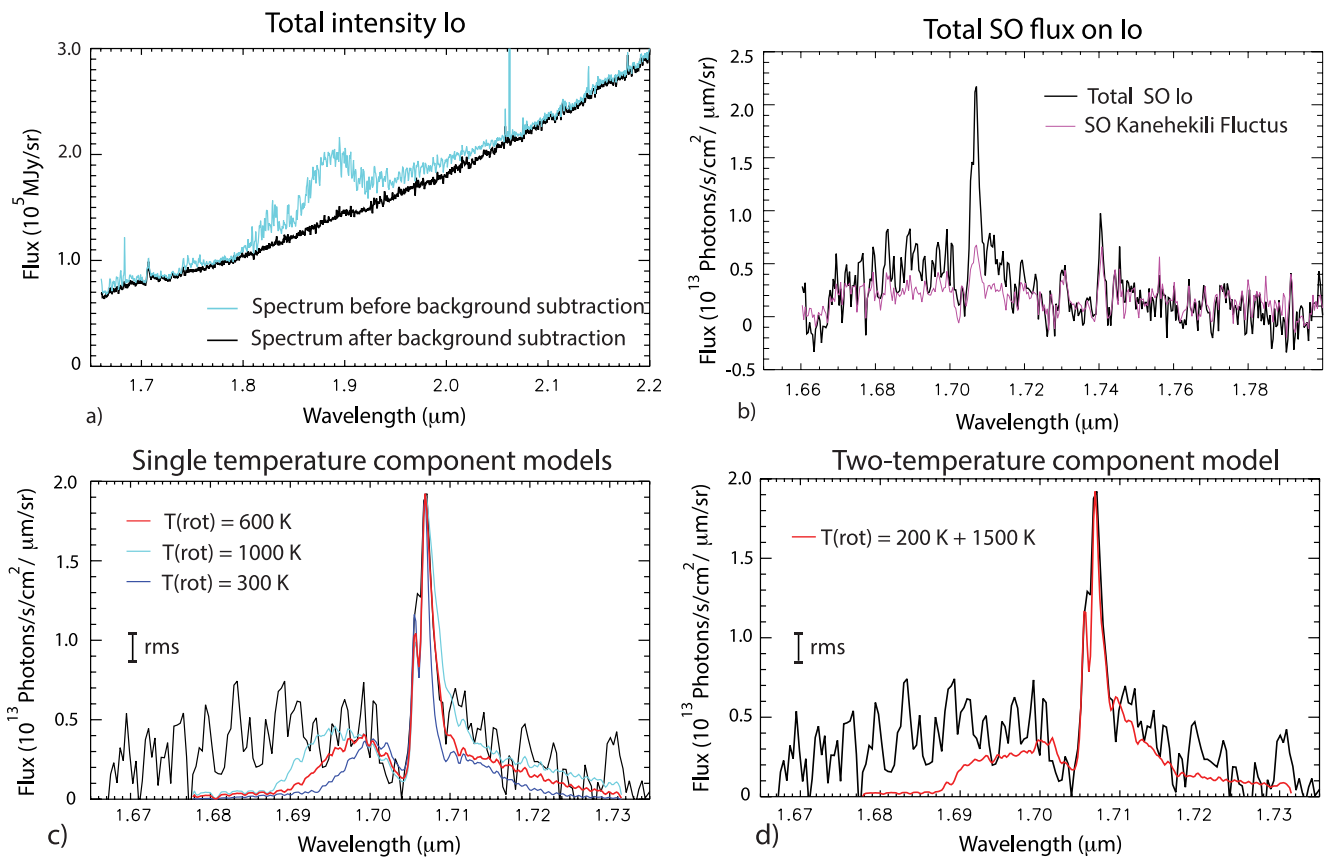 Total intensity Io
3.0
2.0
1.0
0
Flux (10^5 MJy/sr)
Spectrum before background subtraction
Spectrum after background subtraction
1.7
1.8
1.9
2.0
2.1
2.2
Wavelength (μm)
a)
Total SO flux on Io
2.5
2.0
1.5
1.0
0.5
0
-0.5
Flux (10^13 Photons/s/cm^2/ μm/sr)
Total SO Io
SO Kanehekili Fluctus
1.66
1.68
1.70
1.72
1.74
1.76
1.78
Wavelength (μm)
b)
Single temperature component models
2.0
1.5
1.0
0.5
0
Flux (10^13 Photons/s/cm^2/ μm/sr)
T(rot) = 600 K
T(rot) = 1000 K
T(rot) = 300 K
rms
1.67
1.68
1.69
1.70
1.71
1.72
1.73
Wavelength (μm)
c)
Two-temperature component model
2.0
1.5
1.0
0.5
0
Flux (10^13 Photons/s/cm^2/ μm/sr)
T(rot) = 200 K + 1500 K
rms
1.67
1.68
1.69
1.70
1.71
1.72
1.73
Wavelength (μm)
d)